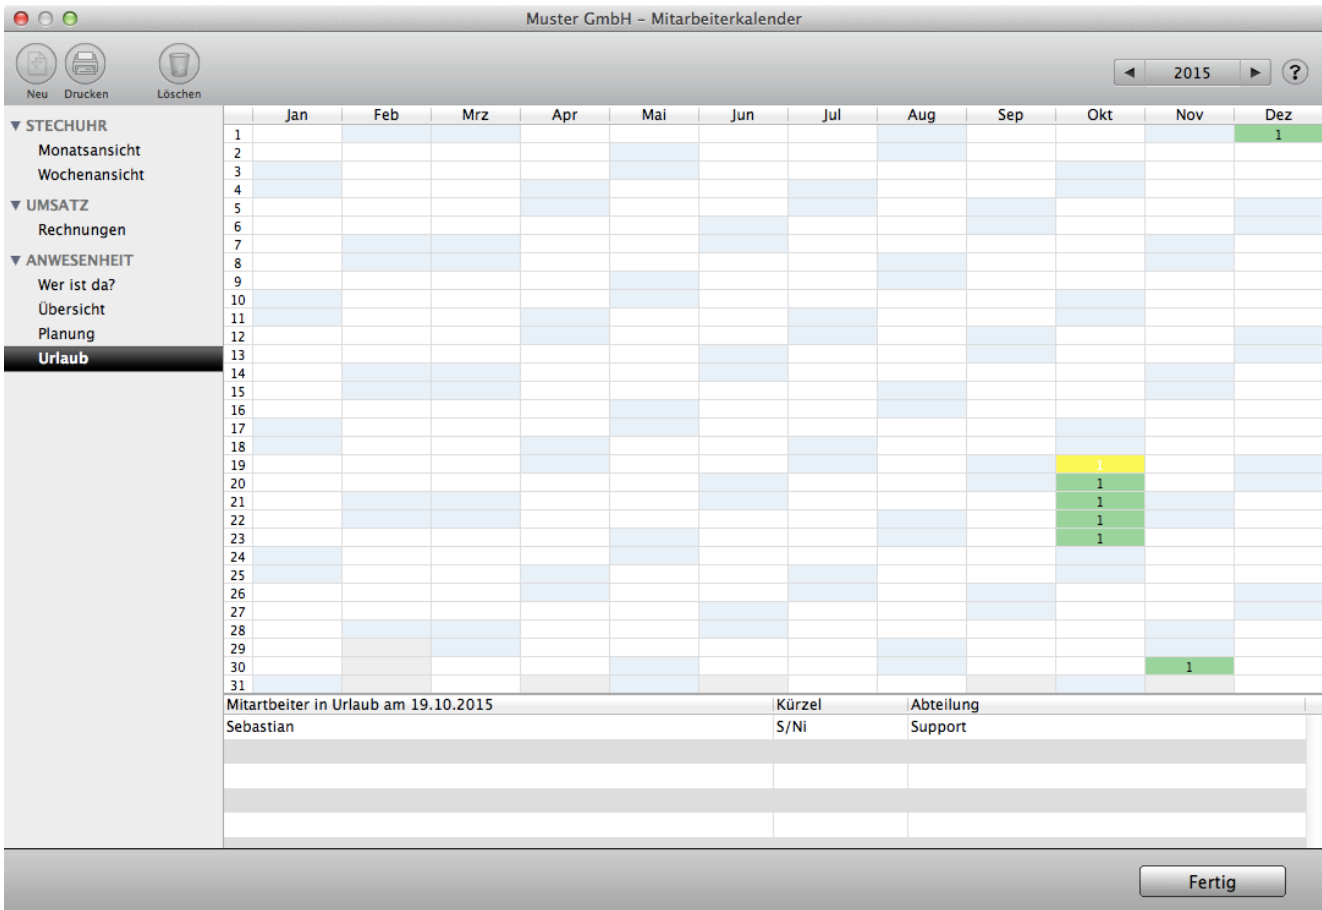 Muster GmbH – Mitarbeiterkalender
Neu Drucken Löschen
◀ 2015 ▶ ?
▼ STECHUHR
Monatsansicht
Wochenansicht
▼ UMSATZ
Rechnungen
▼ ANWESENHEIT
Wer ist da?
Übersicht
Planung
Urlaub
Jan Feb Mrz Apr Mai Jun Jul Aug Sep Okt Nov Dez
1 1
2
3
4
5
6
7
8
9
10
11
12
13
14
15
16
17
18
19 1
20 1
21 1
22 1
23 1
24
25
26
27
28
29
30 1
31
Mitartbeiter in Urlaub am 19.10.2015 Kürzel Abteilung
Sebastian S/Ni Support
Fertig